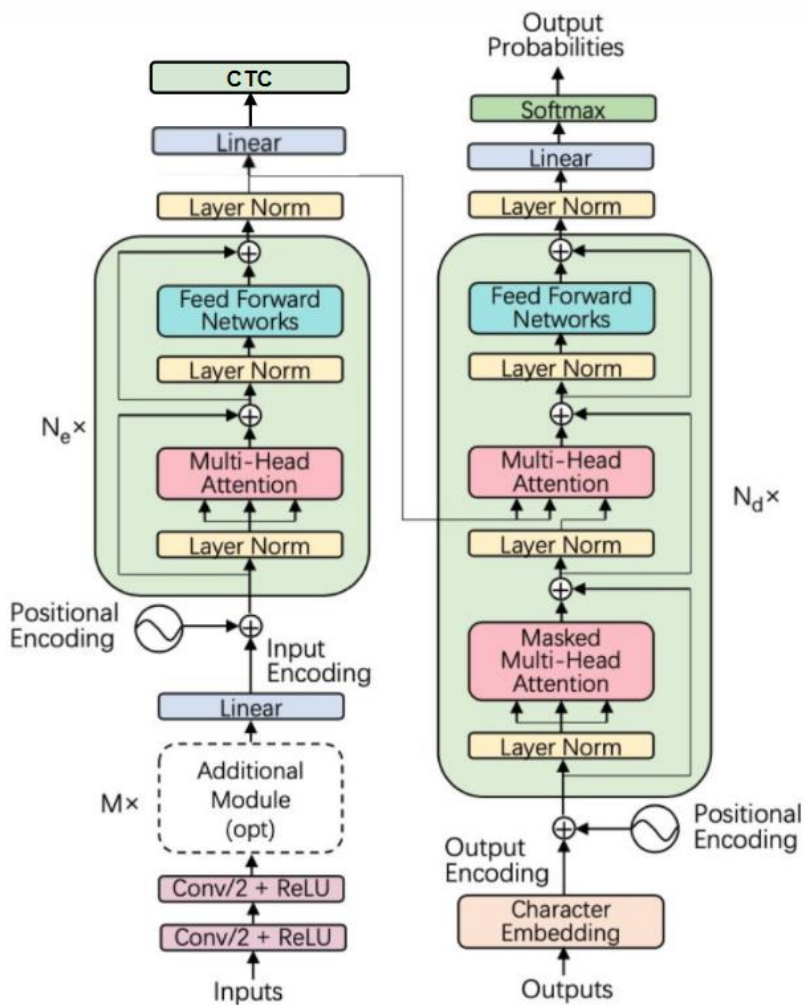 CTC
Linear
Layer Norm
Feed Forward
Networks
Layer Norm
N_e×
Multi-Head
Attention
Layer Norm
Positional
Encoding
Input
Encoding
Linear
M×
Additional
Module
(opt)
Conv/2 + ReLU
Conv/2 + ReLU
Inputs
Output
Probabilities
Softmax
Linear
Layer Norm
Feed Forward
Networks
Layer Norm
Multi-Head
Attention
N_d×
Layer Norm
Masked
Multi-Head
Attention
Layer Norm
Positional
Encoding
Output
Encoding
Character
Embedding
Outputs